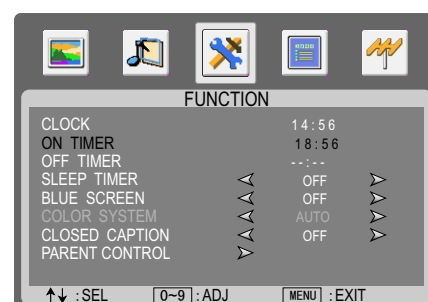 FUNCTION
CLOCK 14:56
ON TIMER 18:56
OFF TIMER --:--
SLEEP TIMER OFF
BLUE SCREEN OFF
COLOR SYSTEM AUTO
CLOSED CAPTION OFF
PARENT CONTROL
:SEL 0~9 :ADJ MENU :EXIT